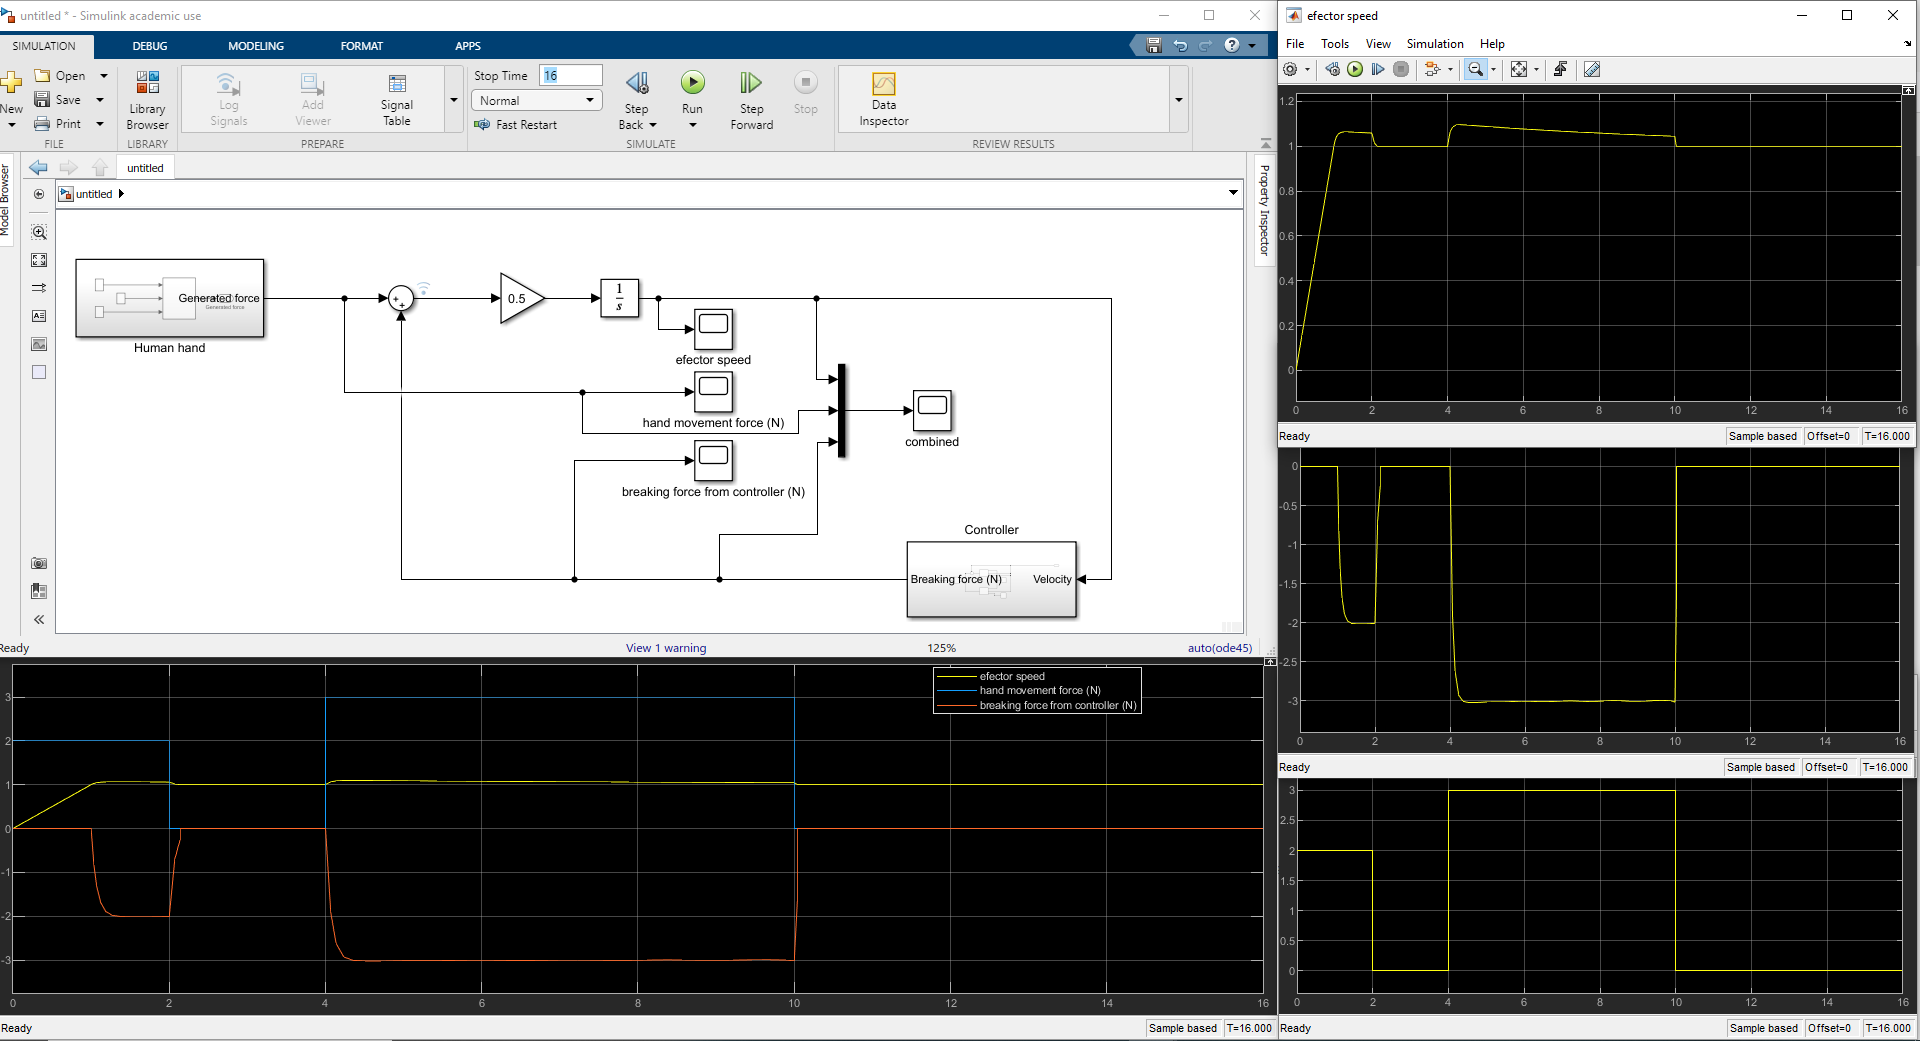 untitled * - Simulink academic use
SIMULATION DEBUG MODELING FORMAT APPS
New
Open
Save
Print
FILE
Library
Browser
LIBRARY
Log
Signals
Add
Viewer
Signal
Table
PREPARE
Stop Time 16
Normal
Fast Restart
Step
Back
Run
Step
Forward
Stop
SIMULATE
Data
Inspector
REVIEW RESULTS
Model Browser
untitled
untitled
Property Inspector
Generated force
Generated force
Human hand
+
+
0.5
1
s
efector speed
hand movement force (N)
breaking force from controller (N)
combined
Controller
Breaking force (N) Velocity
Ready View 1 warning 125% auto(ode45)
efector speed
hand movement force (N)
breaking force from controller (N)
3
2
1
0
-1
-2
-3
0 2 4 6 8 10 12 14 16
Ready Sample based T=16.000
efector speed
File Tools View Simulation Help
1.2
1
0.8
0.6
0.4
0.2
0
0 2 4 6 8 10 12 14 16
Ready Sample based Offset=0 T=16.000
0
-0.5
-1
-1.5
-2
-2.5
-3
0 2 4 6 8 10 12 14 16
Ready Sample based Offset=0 T=16.000
3
2.5
2
1.5
1
0.5
0
0 2 4 6 8 10 12 14 16
Ready Sample based Offset=0 T=16.000